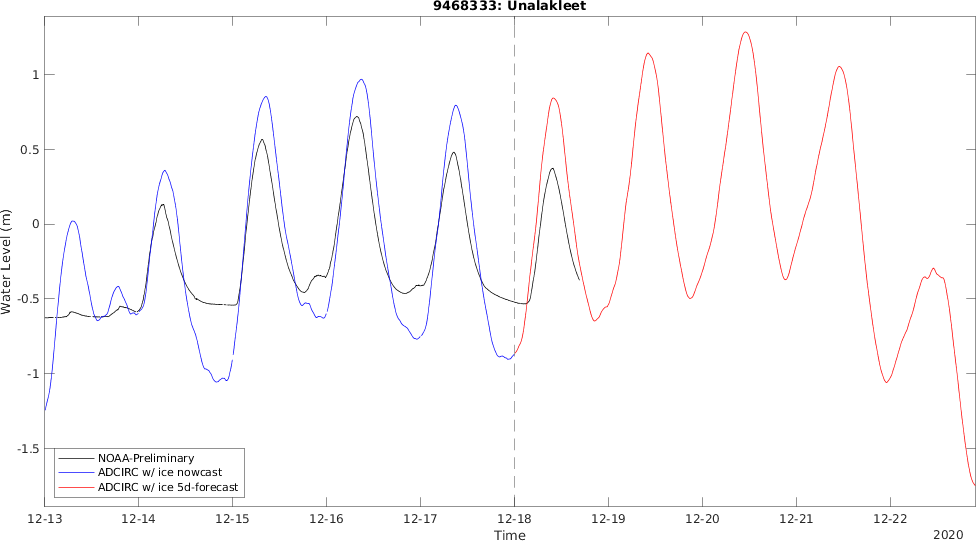 9468333: Unalakleet
1
0.5
0
-0.5
-1
-1.5
Water Level (m)
NOAA-Preliminary
ADCIRC w/ ice nowcast
ADCIRC w/ ice 5d-forecast
12-13 12-14 12-15 12-16 12-17 12-18 12-19 12-20 12-21 12-22
Time
2020